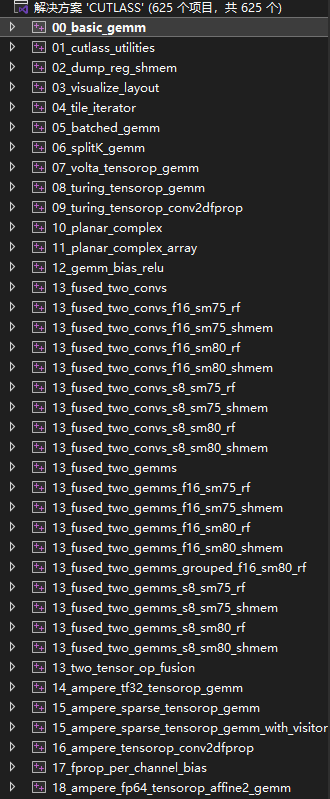 解决方案 'CUTLASS' (625 个项目，共 625 个)
00_basic_gemm
01_cutlass_utilities
02_dump_reg_shmem
03_visualize_layout
04_tile_iterator
05_batched_gemm
06_splitK_gemm
07_volta_tensorop_gemm
08_turing_tensorop_gemm
09_turing_tensorop_conv2dfprop
10_planar_complex
11_planar_complex_array
12_gemm_bias_relu
13_fused_two_convs
13_fused_two_convs_f16_sm75_rf
13_fused_two_convs_f16_sm75_shmem
13_fused_two_convs_f16_sm80_rf
13_fused_two_convs_f16_sm80_shmem
13_fused_two_convs_s8_sm75_rf
13_fused_two_convs_s8_sm75_shmem
13_fused_two_convs_s8_sm80_rf
13_fused_two_convs_s8_sm80_shmem
13_fused_two_gemms
13_fused_two_gemms_f16_sm75_rf
13_fused_two_gemms_f16_sm75_shmem
13_fused_two_gemms_f16_sm80_rf
13_fused_two_gemms_f16_sm80_shmem
13_fused_two_gemms_grouped_f16_sm80_rf
13_fused_two_gemms_s8_sm75_rf
13_fused_two_gemms_s8_sm75_shmem
13_fused_two_gemms_s8_sm80_rf
13_fused_two_gemms_s8_sm80_shmem
13_two_tensor_op_fusion
14_ampere_tf32_tensorop_gemm
15_ampere_sparse_tensorop_gemm
15_ampere_sparse_tensorop_gemm_with_visitor
16_ampere_tensorop_conv2dfprop
17_fprop_per_channel_bias
18_ampere_fp64_tensorop_affine2_gemm